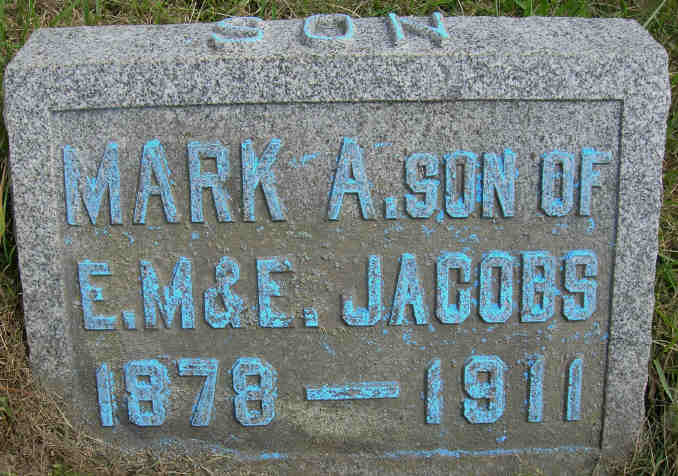 SON
MARK A. SON OF
E. M. & E. JACOBS
1878 — 1911